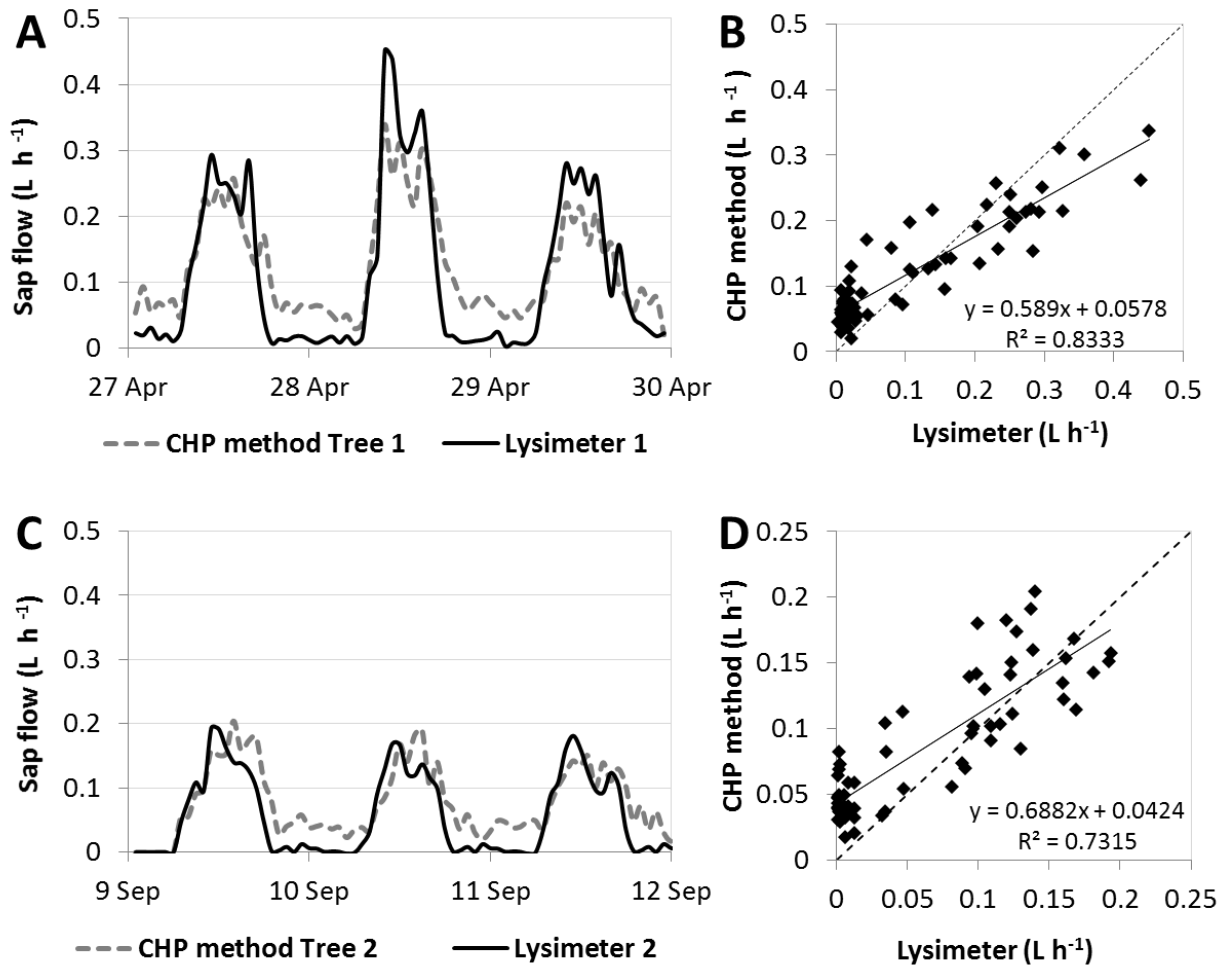 A
Sap flow (L h -1)
0.5
0.4
0.3
0.2
0.1
0
27 Apr 28 Apr 29 Apr 30 Apr
CHP method Tree 1 Lysimeter 1
B
CHP method (L h -1)
0.5
0.4
0.3
0.2
0.1
0
y = 0.589x + 0.0578
R² = 0.8333
0 0.1 0.2 0.3 0.4 0.5
Lysimeter (L h-1)
C
Sap flow (L h -1)
0.5
0.4
0.3
0.2
0.1
0
9 Sep 10 Sep 11 Sep 12 Sep
CHP method Tree 2 Lysimeter 2
D
CHP method (L h-1)
0.25
0.2
0.15
0.1
0.05
0
y = 0.6882x + 0.0424
R² = 0.7315
0 0.05 0.1 0.15 0.2 0.25
Lysimeter (L h-1)